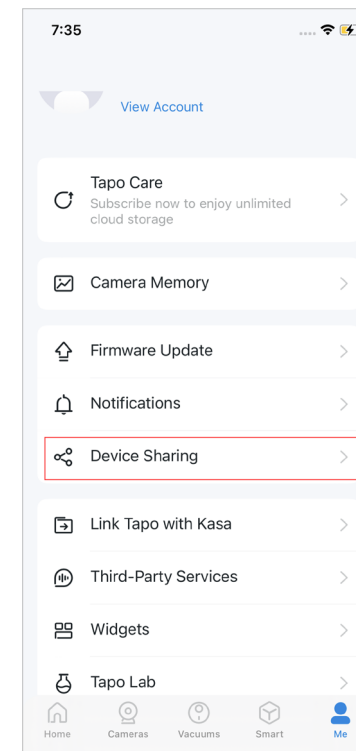 7:35
View Account
Tapo Care
Subscribe now to enjoy unlimited
cloud storage
Camera Memory
Firmware Update
Notifications
Device Sharing
Link Tapo with Kasa
Third-Party Services
Widgets
Tapo Lab
Home Cameras Vacuums Smart Me